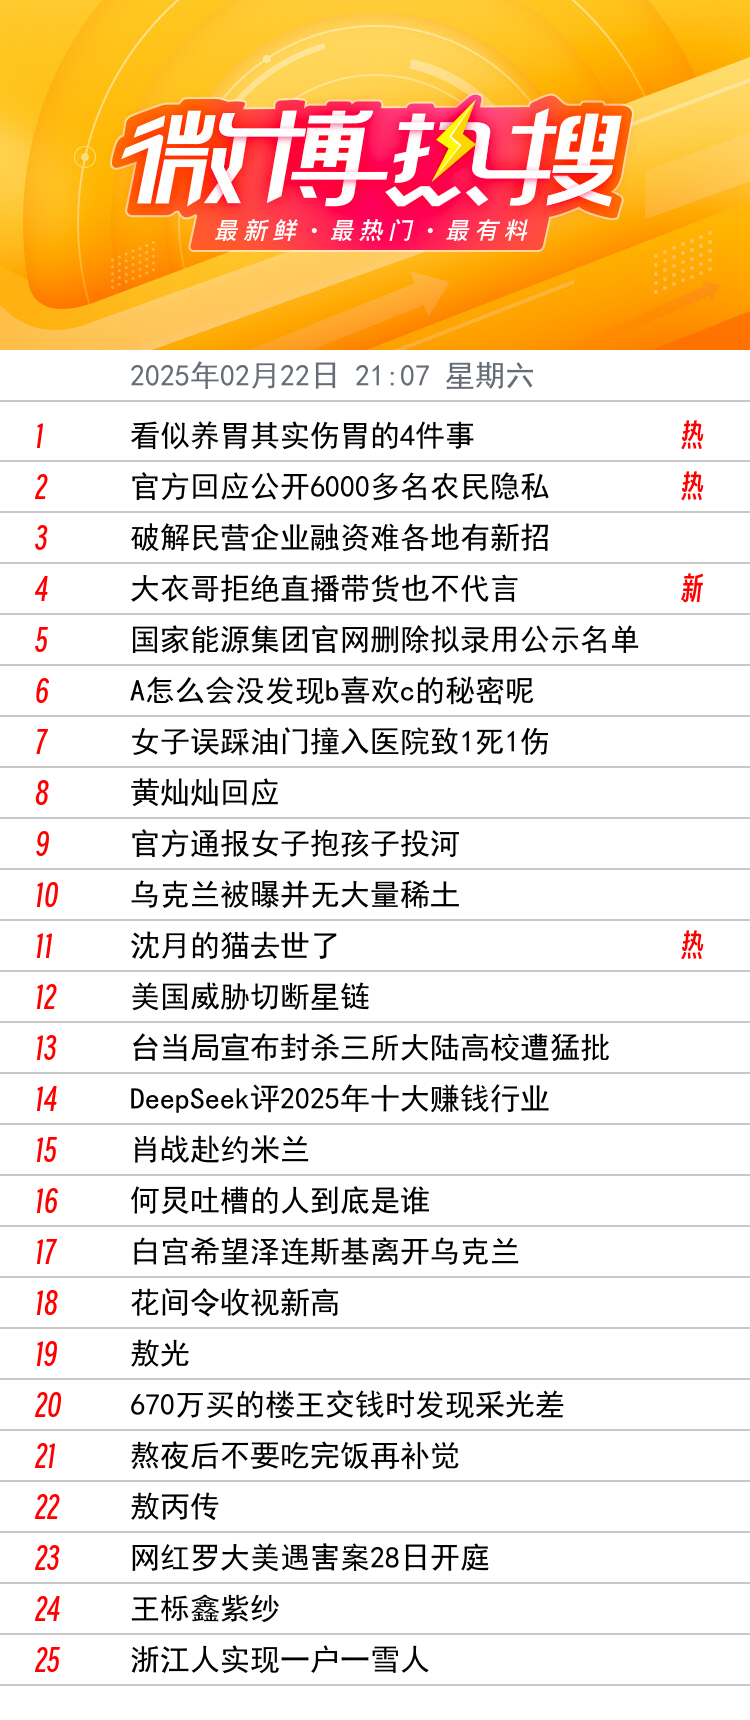 微博热搜
最新鲜·最热门·最有料
2025年02月22日 21:07 星期六
1 看似养胃其实伤胃的4件事 热
2 官方回应公开6000多名农民隐私 热
3 破解民营企业融资难各地有新招
4 大衣哥拒绝直播带货也不代言 新
5 国家能源集团官网删除拟录用公示名单
6 A怎么会没发现b喜欢c的秘密呢
7 女子误踩油门撞入医院致1死1伤
8 黄灿灿回应
9 官方通报女子抱孩子投河
10 乌克兰被曝并无大量稀土
11 沈月的猫去世了 热
12 美国威胁切断星链
13 台当局宣布封杀三所大陆高校遭猛批
14 DeepSeek评2025年十大赚钱行业
15 肖战赴约米兰
16 何炅吐槽的人到底是谁
17 白宫希望泽连斯基离开乌克兰
18 花间令收视新高
19 敖光
20 670万买的楼王交钱时发现采光差
21 熬夜后不要吃完饭再补觉
22 敖丙传
23 网红罗大美遇害案28日开庭
24 王栎鑫紫纱
25 浙江人实现一户一雪人